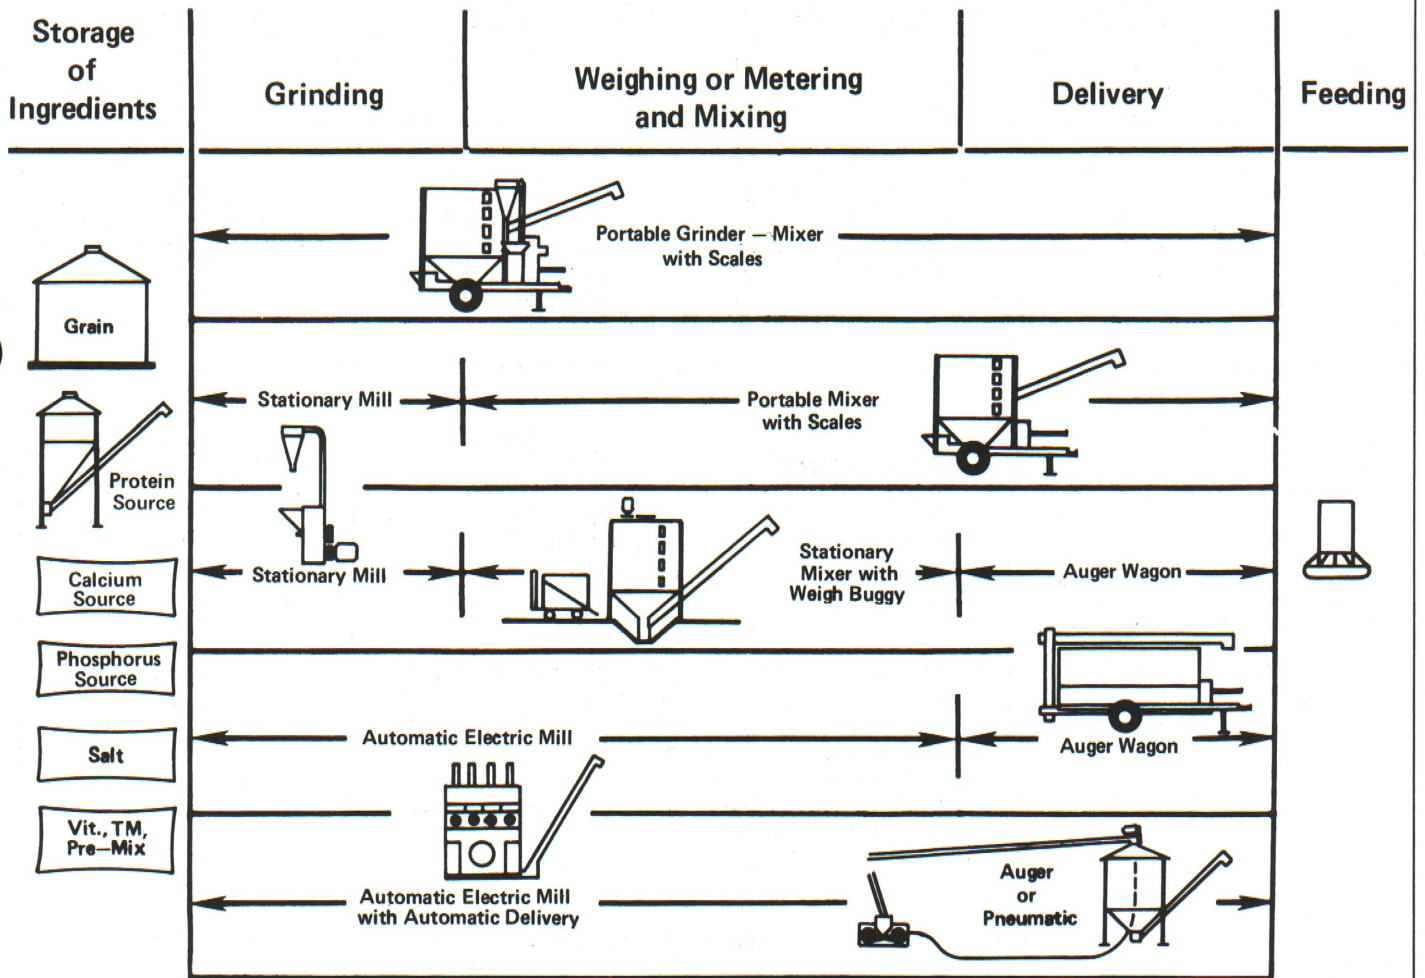 Storage
of
Ingredients
Grinding
Weighing or Metering
and Mixing
Delivery
Feeding
Grain
Protein
Source
Calcium
Source
Phosphorus
Source
Salt
Vit., TM,
Pre–Mix
Portable Grinder – Mixer
with Scales
Stationary Mill
Portable Mixer
with Scales
Stationary Mill
Stationary
Mixer with
Weigh Buggy
Auger Wagon
Automatic Electric Mill
Auger Wagon
Automatic Electric Mill
with Automatic Delivery
Auger
or
Pneumatic